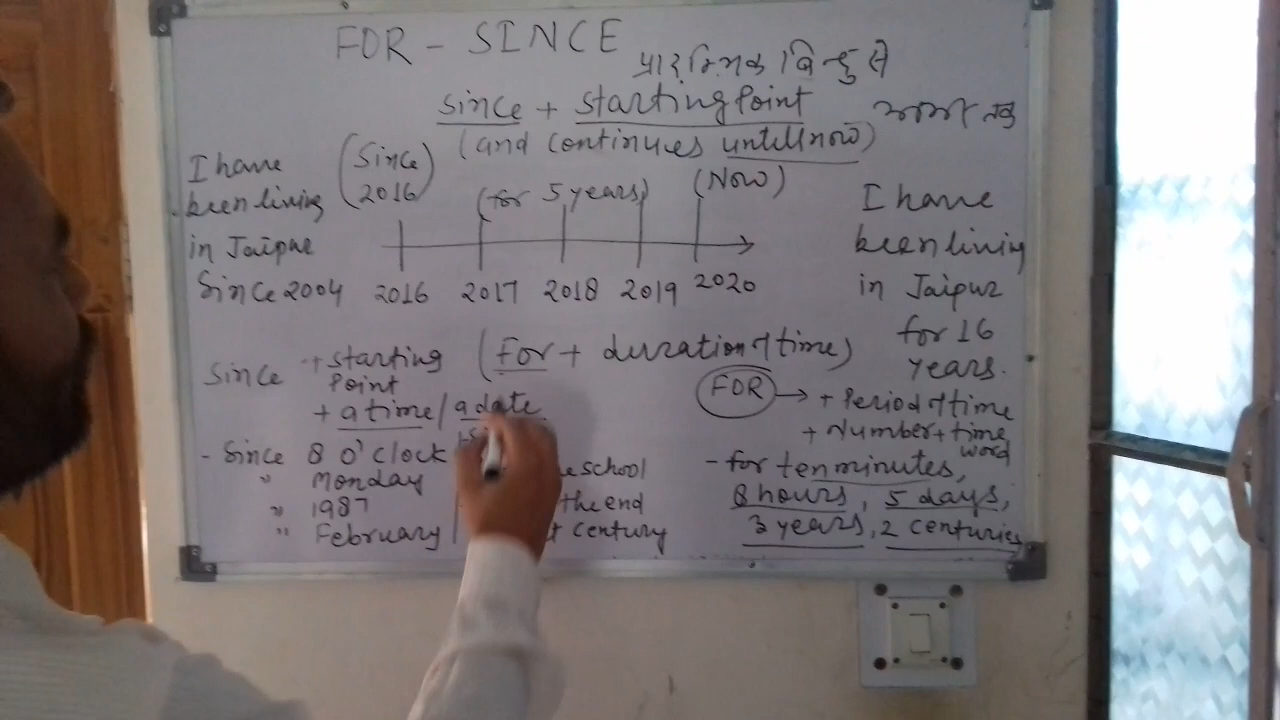 FOR - SINCE
प्रारम्भिक बिन्दु से
since + starting Point
तक
(and continues untill now)
I have
been living
in Jaipur
Since 2004
(Since
2016)
(for 5 years)
(Now)
2016 2017 2018 2019 2020
I have
been living
in Jaipur
for 16
years.
Since + starting
Point
+ a time / a date
(For + duration of time)
- Since 8 o'clock
" Monday
" 1987
" February
school
the end
century
FOR → + Period of time
+ Number + time
word
- for ten minutes,
8 hours, 5 days,
3 years, 2 centuries